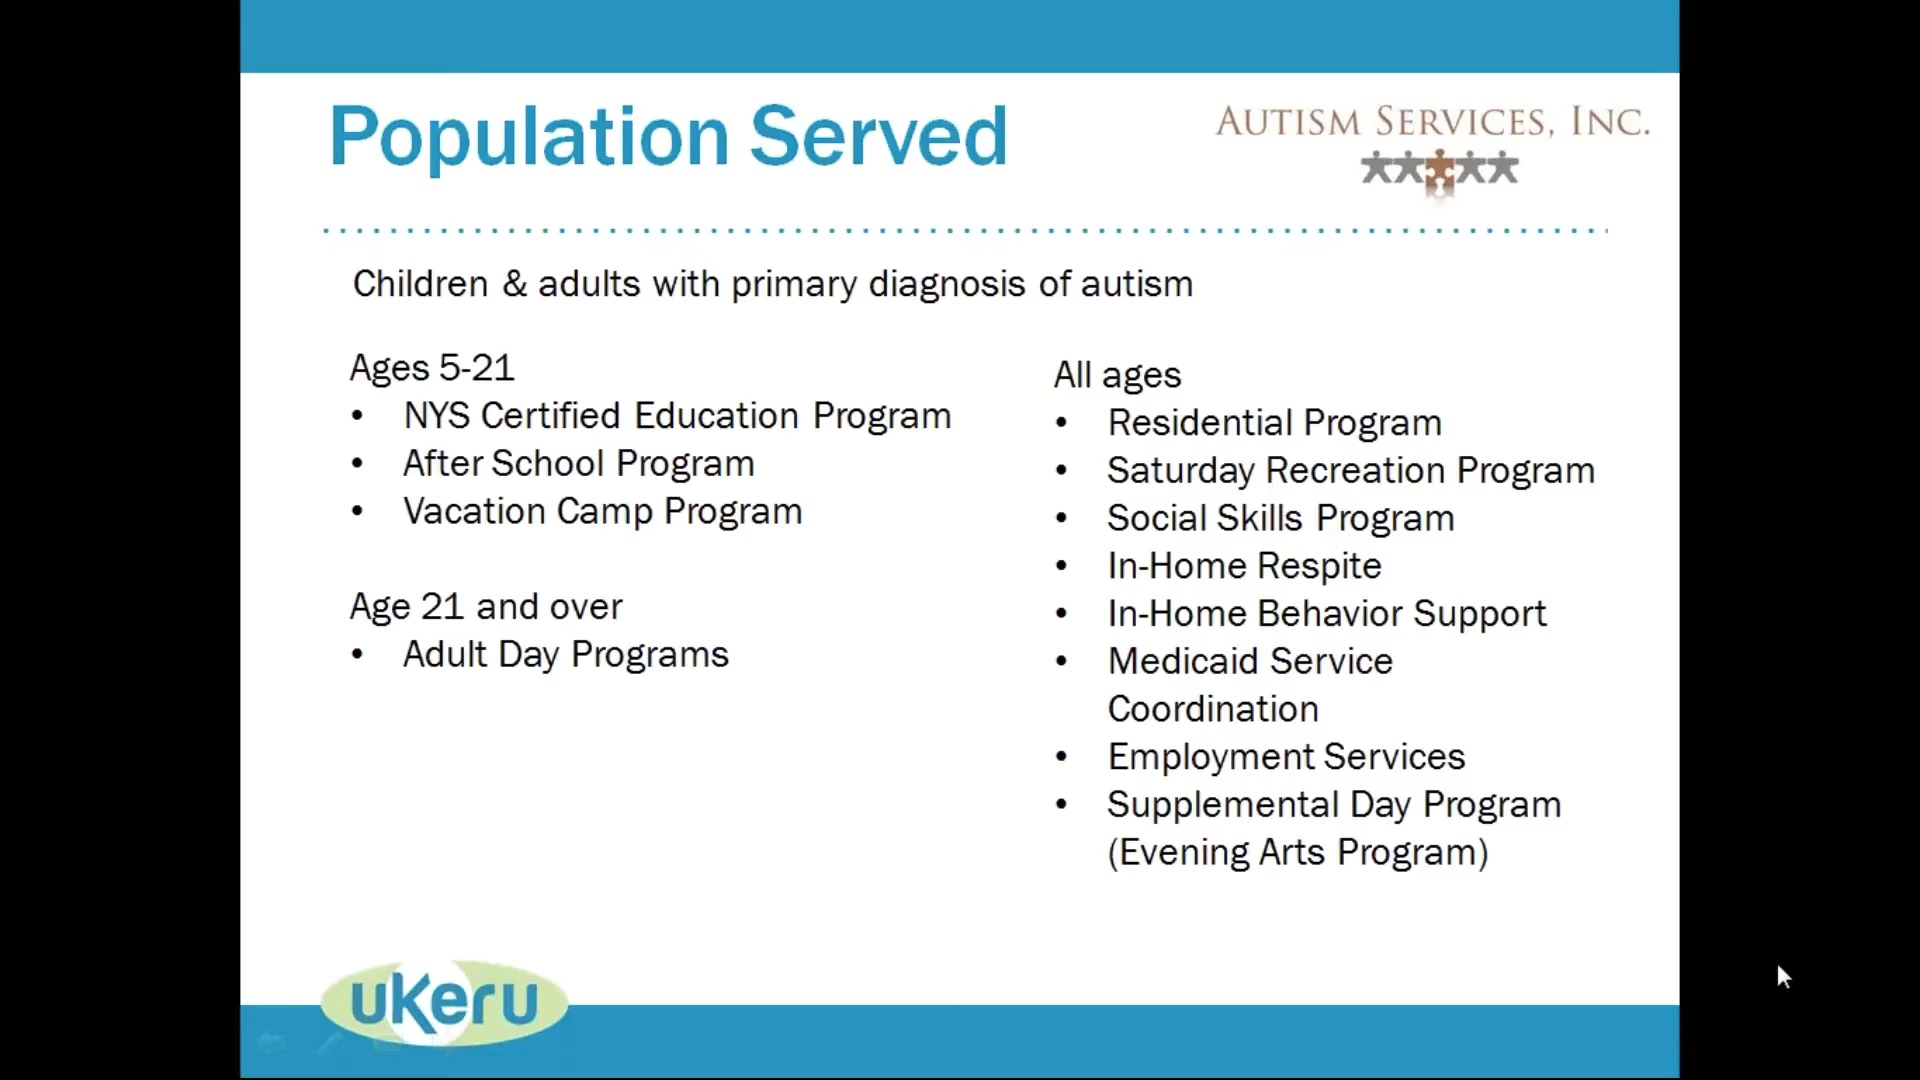 Population Served
AUTISM SERVICES, INC.
Children & adults with primary diagnosis of autism
Ages 5-21
• NYS Certified Education Program
• After School Program
• Vacation Camp Program
Age 21 and over
• Adult Day Programs
All ages
• Residential Program
• Saturday Recreation Program
• Social Skills Program
• In-Home Respite
• In-Home Behavior Support
• Medicaid Service
Coordination
• Employment Services
• Supplemental Day Program
(Evening Arts Program)
uKeru